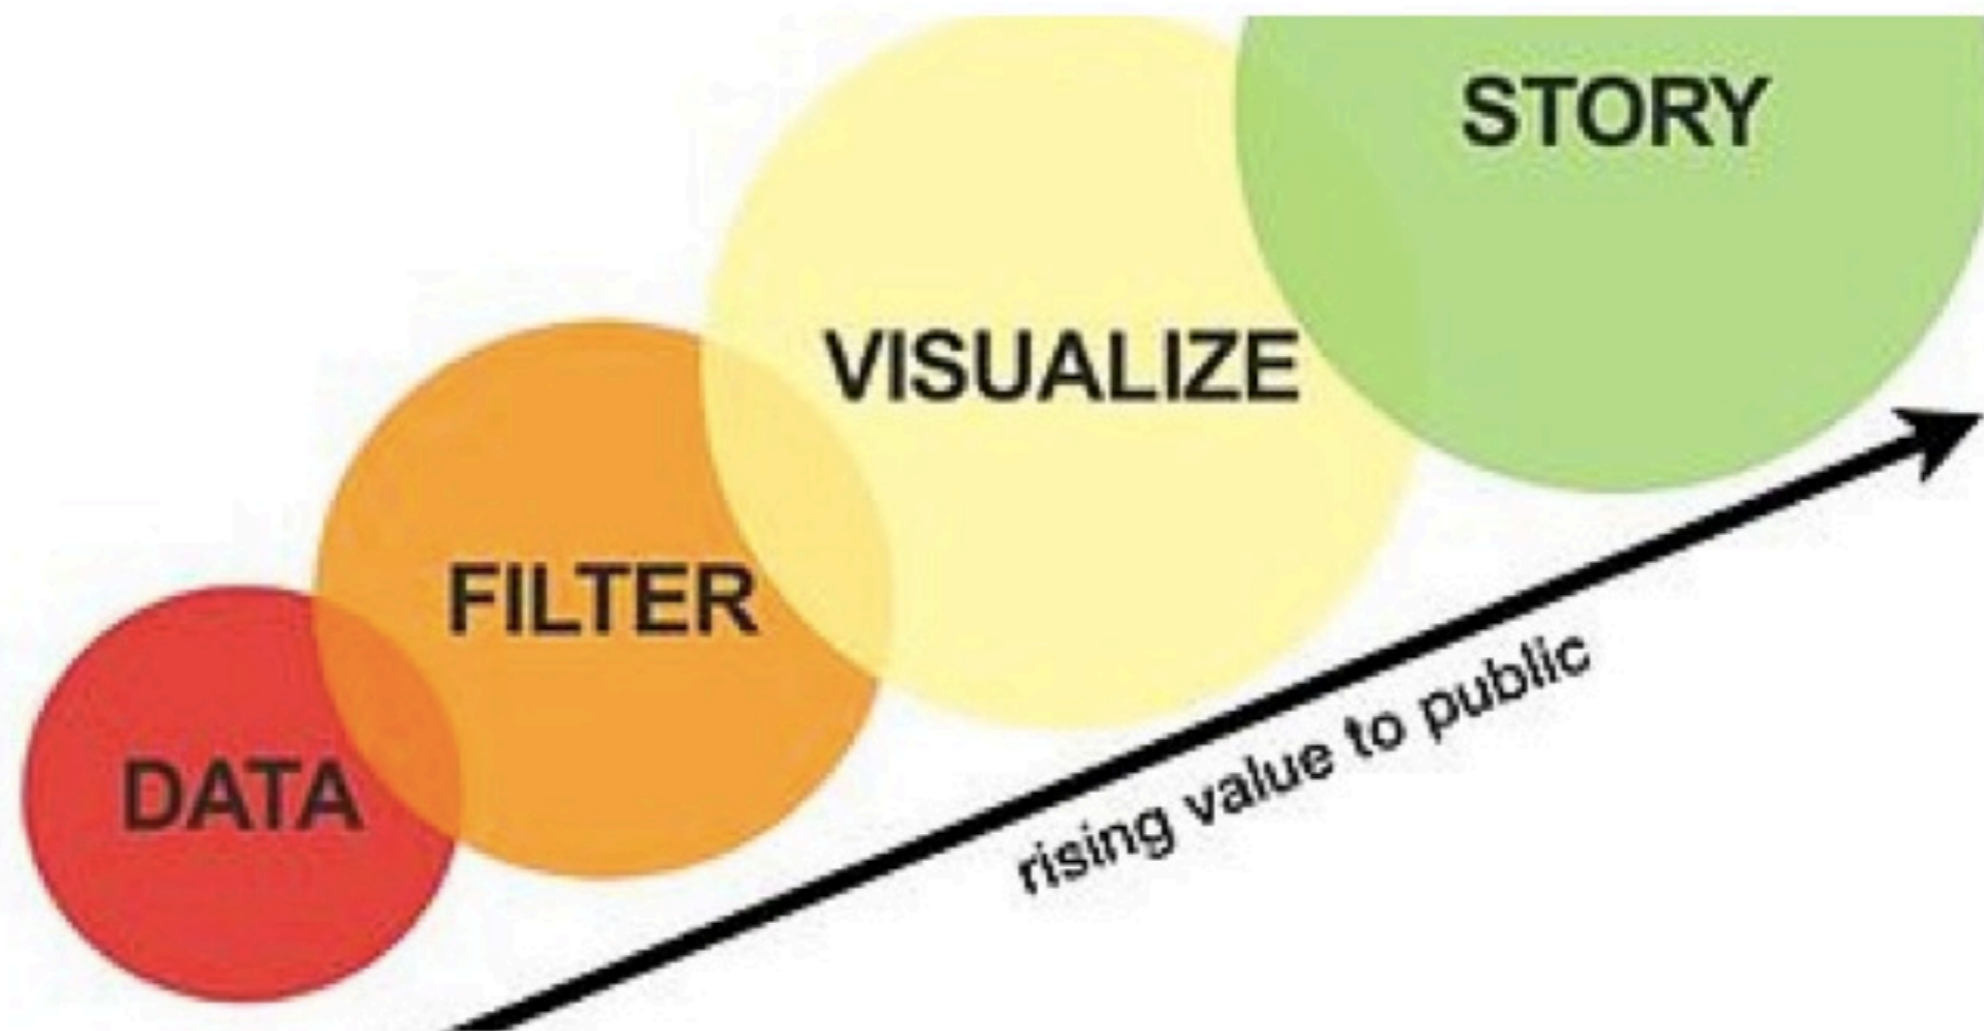 STORY
VISUALIZE
FILTER
DATA
rising value to public